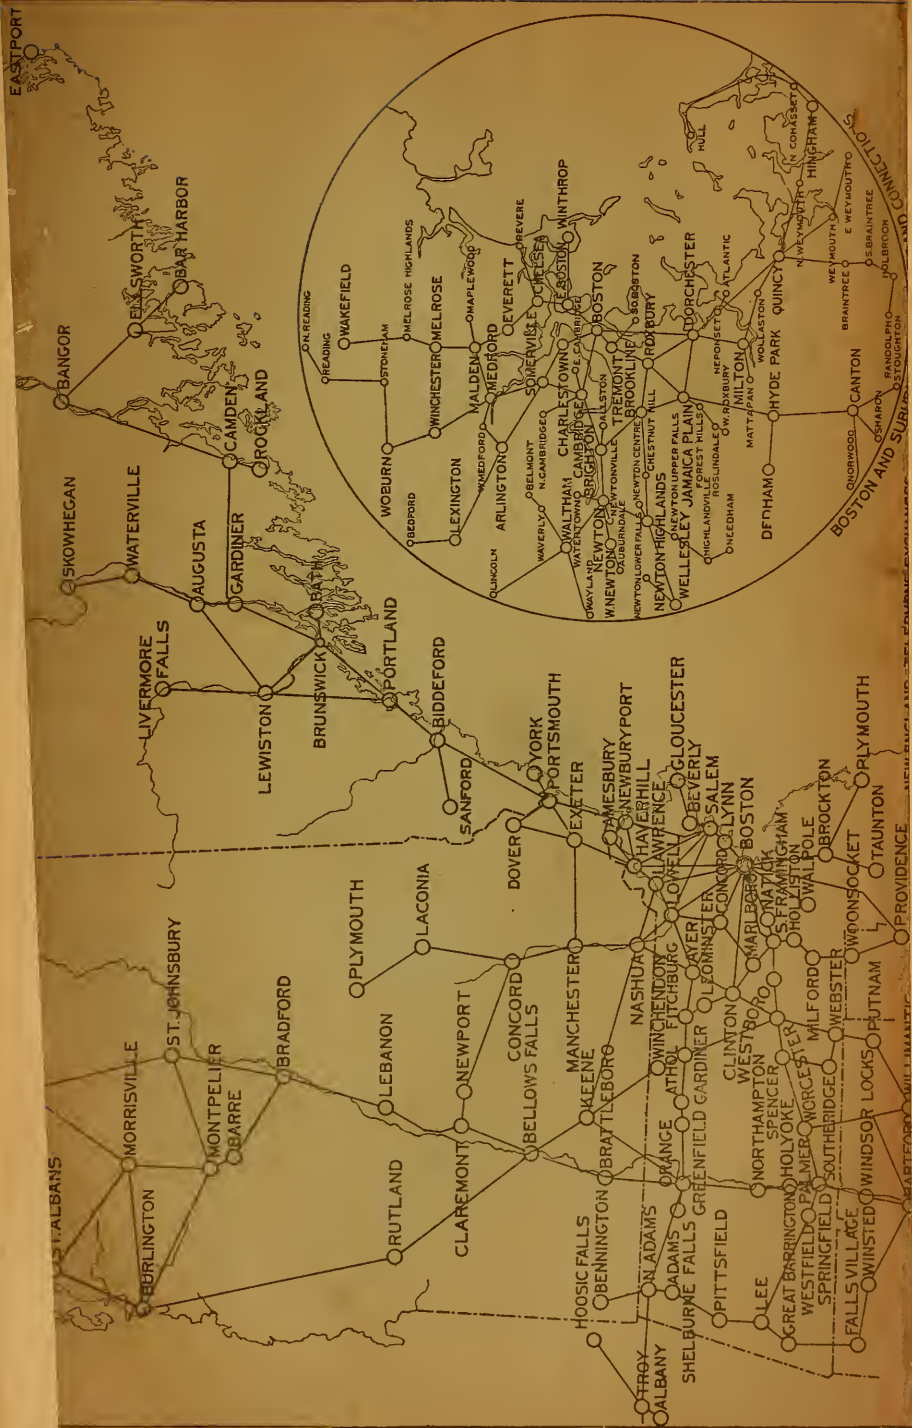 EASTPORT
BANGOR
ELLSWORTH
BAR HARBOR
SKOWHEGAN
WATERVILLE
CAMDEN
ROCKLAND
AUGUSTA
GARDINER
LIVERMORE
FALLS
BATH
LEWISTON
BRUNSWICK
PORTLAND
BIDDEFORD
SANFORD
YORK
PORTSMOUTH
DOVER
EXETER
AMESBURY
NEWBURYPORT
HAVERHILL
LAWRENCE
GLOUCESTER
BEVERLY
SALEM
LYNN
BOSTON
LOWELL
CONCORD
MARLBORO
NATICK
S. FRAMINGHAM
HOLLISTON
WALPOLE
BROCKTON
PLYMOUTH
TAUNTON
WOONSOCKET
PROVIDENCE
ST. JOHNSBURY
PLYMOUTH
LACONIA
MORRISVILLE
MONTPELIER
BARRE
BRADFORD
LEBANON
NEWPORT
CONCORD
BELLOWS FALLS
MANCHESTER
KEENE
NASHUA
WINCHENDON
FITCHBURG
AYER
LEOMINSTER
ATHOL
GARDINER
CLINTON
WESTBORO
MILFORD
WEBSTER
PUTNAM
ST. ALBANS
BURLINGTON
RUTLAND
CLAREMONT
BRATTLEBORO
ORANGE
GREENFIELD
NORTHAMPTON
SPENCER
HOLYOKE
WORCESTER
PALMER
SOUTHBRIDGE
WINDSOR LOCKS
WILLIMANTIC
HARTFORD
HOOSIC FALLS
BENNINGTON
N. ADAMS
ADAMS
SHELBURNE FALLS
PITTSFIELD
LEE
GREAT BARRINGTON
WESTFIELD
SPRINGFIELD
FALLS VILLAGE
WINSTED
TROY
ALBANY
N. READING
READING
WAKEFIELD
STONEHAM
MELROSE HIGHLANDS
WOBURN
WINCHESTER
MELROSE
MAPLEWOOD
MALDEN
MEDFORD
EVERETT
REVERE
CHELSEA
E. BOSTON
WINTHROP
BEDFORD
LEXINGTON
W. MEDFORD
ARLINGTON
SOMERVILLE
CHARLESTOWN
E. CAMBRIDGE
BOSTON
LINCOLN
BELMONT
N. CAMBRIDGE
WAVERLY
WALTHAM
WATERTOWN
CAMBRIDGE
BRIGHTON
ALLSTON
TREMONT
BROOKLINE
SO. BOSTON
ROXBURY
WAYLAND
NEWTON
W. NEWTON
NEWTONVILLE
AUBURNDALE
NEWTON LOWER FALLS
NEWTON CENTRE
CHESTNUT HILL
NEWTON HIGHLANDS
NEWTON UPPER FALLS
WELLESLEY
JAMAICA PLAIN
FOREST HILLS
DORCHESTER
HIGHLANDVILLE
ROSLINDALE
W. ROXBURY
NEEDHAM
NEPONSET
ATLANTIC
MILTON
MATTAPAN
WOLLASTON
DEDHAM
HYDE PARK
QUINCY
HULL
N. COHASSET
HINGHAM
N. WEYMOUTH
WEYMOUTH
E. WEYMOUTH
BRAINTREE
S. BRAINTREE
HOLBROOK
RANDOLPH
STOUGHTON
CANTON
NORWOOD
SHARON